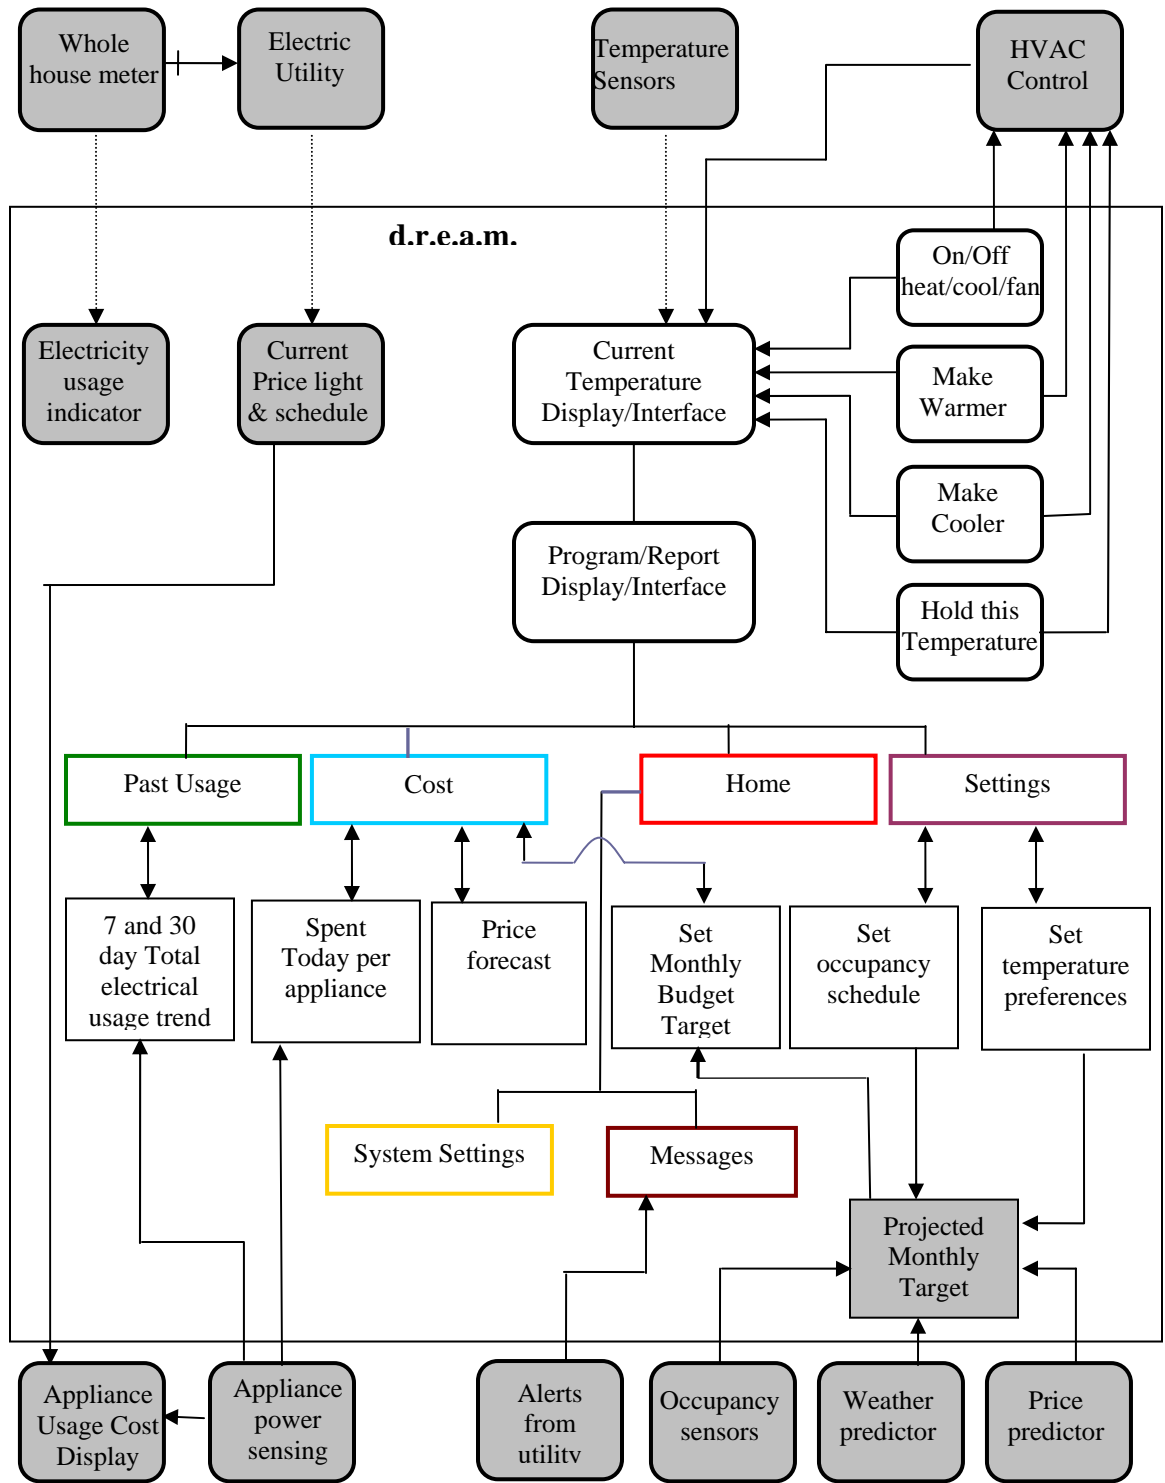 Whole
house meter
Electric
Utility
Temperature
Sensors
HVAC
Control
d.r.e.a.m.
On/Off
heat/cool/fan
Electricity
usage
indicator
Current
Price light
& schedule
Current
Temperature
Display/Interface
Make
Warmer
Make
Cooler
Program/Report
Display/Interface
Hold this
Temperature
Past Usage
Cost
Home
Settings
7 and 30
day Total
electrical
usage trend
Spent
Today per
appliance
Price
forecast
Set
Monthly
Budget
Target
Set
occupancy
schedule
Set
temperature
preferences
System Settings
Messages
Projected
Monthly
Target
Appliance
Usage Cost
Display
Appliance
power
sensing
Alerts
from
utility
Occupancy
sensors
Weather
predictor
Price
predictor